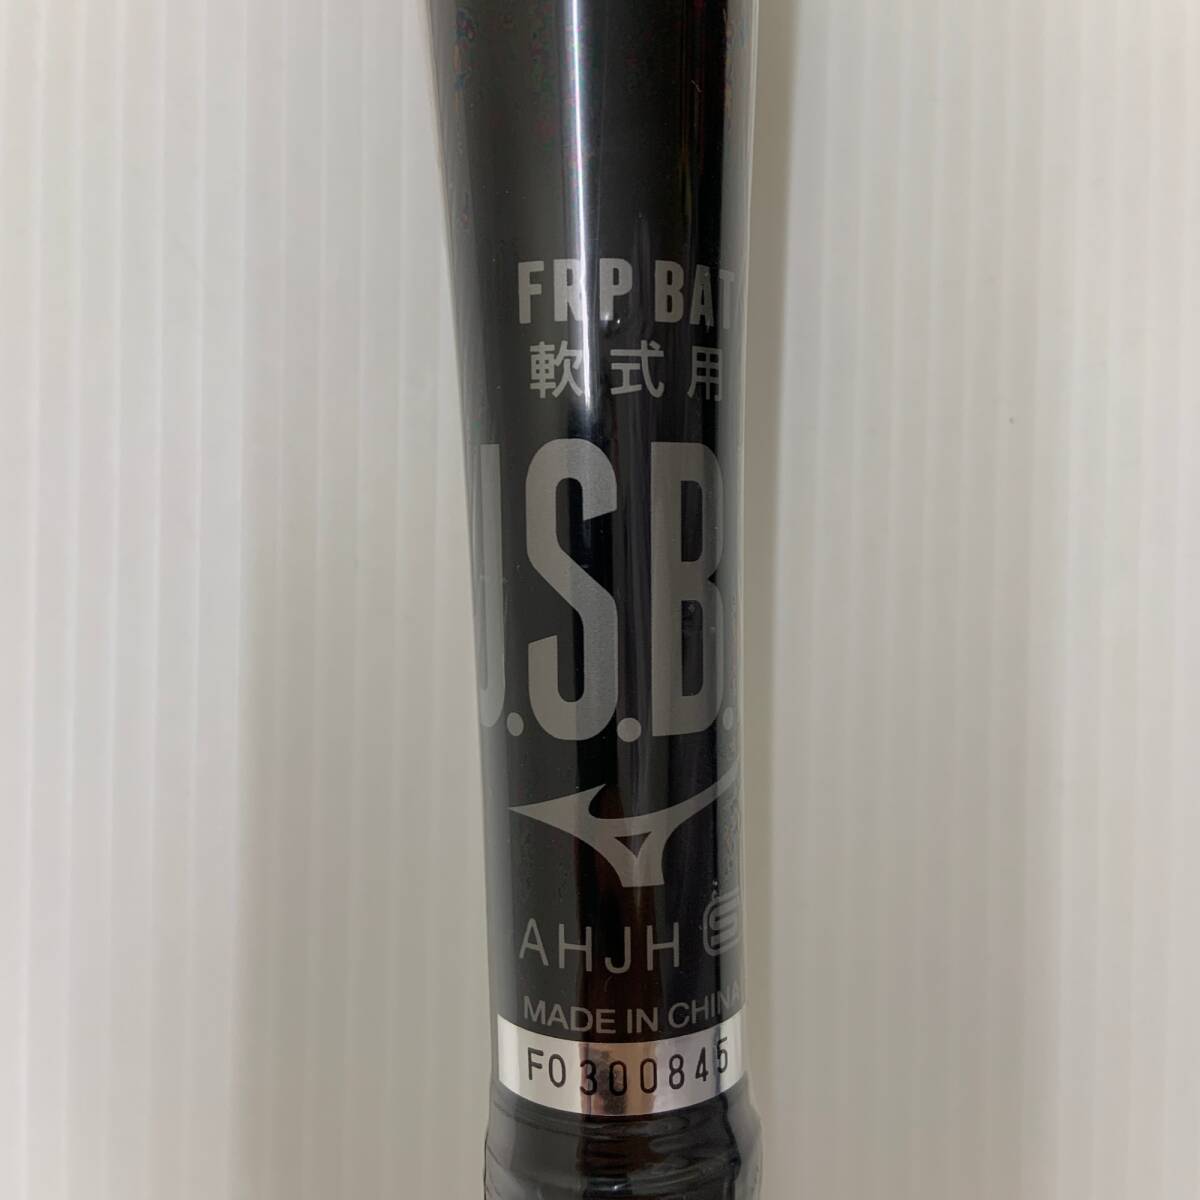 FRP BAT
軟式用
J.S.B.B.
AHJH S
MADE IN CHINA
F0300845